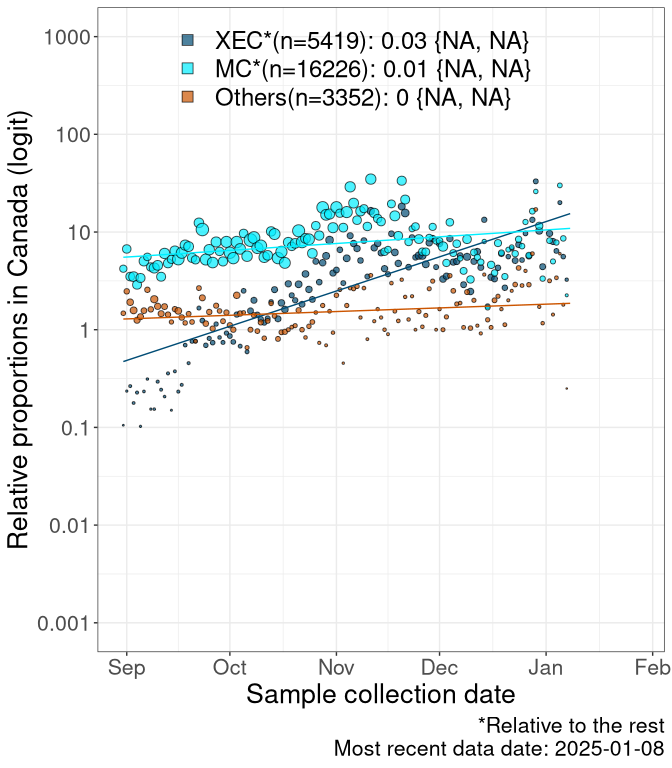 XEC*(n=5419): 0.03 {NA, NA}
MC*(n=16226): 0.01 {NA, NA}
Others(n=3352): 0 {NA, NA}
Relative proportions in Canada (logit)
1000
100
10
1
0.1
0.01
0.001
Sep Oct Nov Dec Jan Feb
Sample collection date
*Relative to the rest
Most recent data date: 2025-01-08